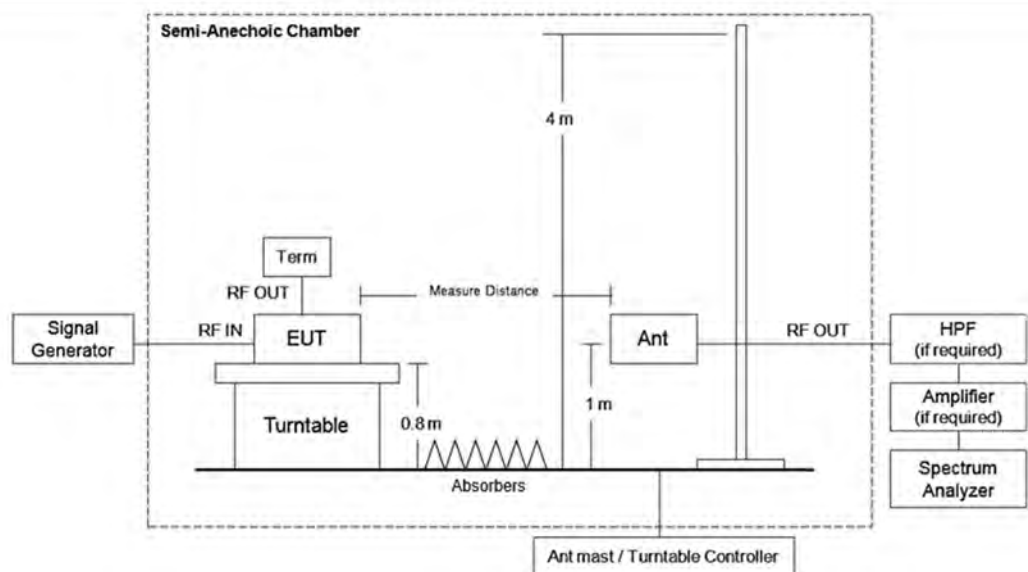 Semi-Anechoic Chamber
4 m
Term
RF OUT
Measure Distance
Signal
Generator
RF IN
EUT
Ant
RF OUT
HPF
(if required)
Turntable
0.8 m
1 m
Amplifier
(if required)
Absorbers
Spectrum
Analyzer
Ant mast / Turntable Controller